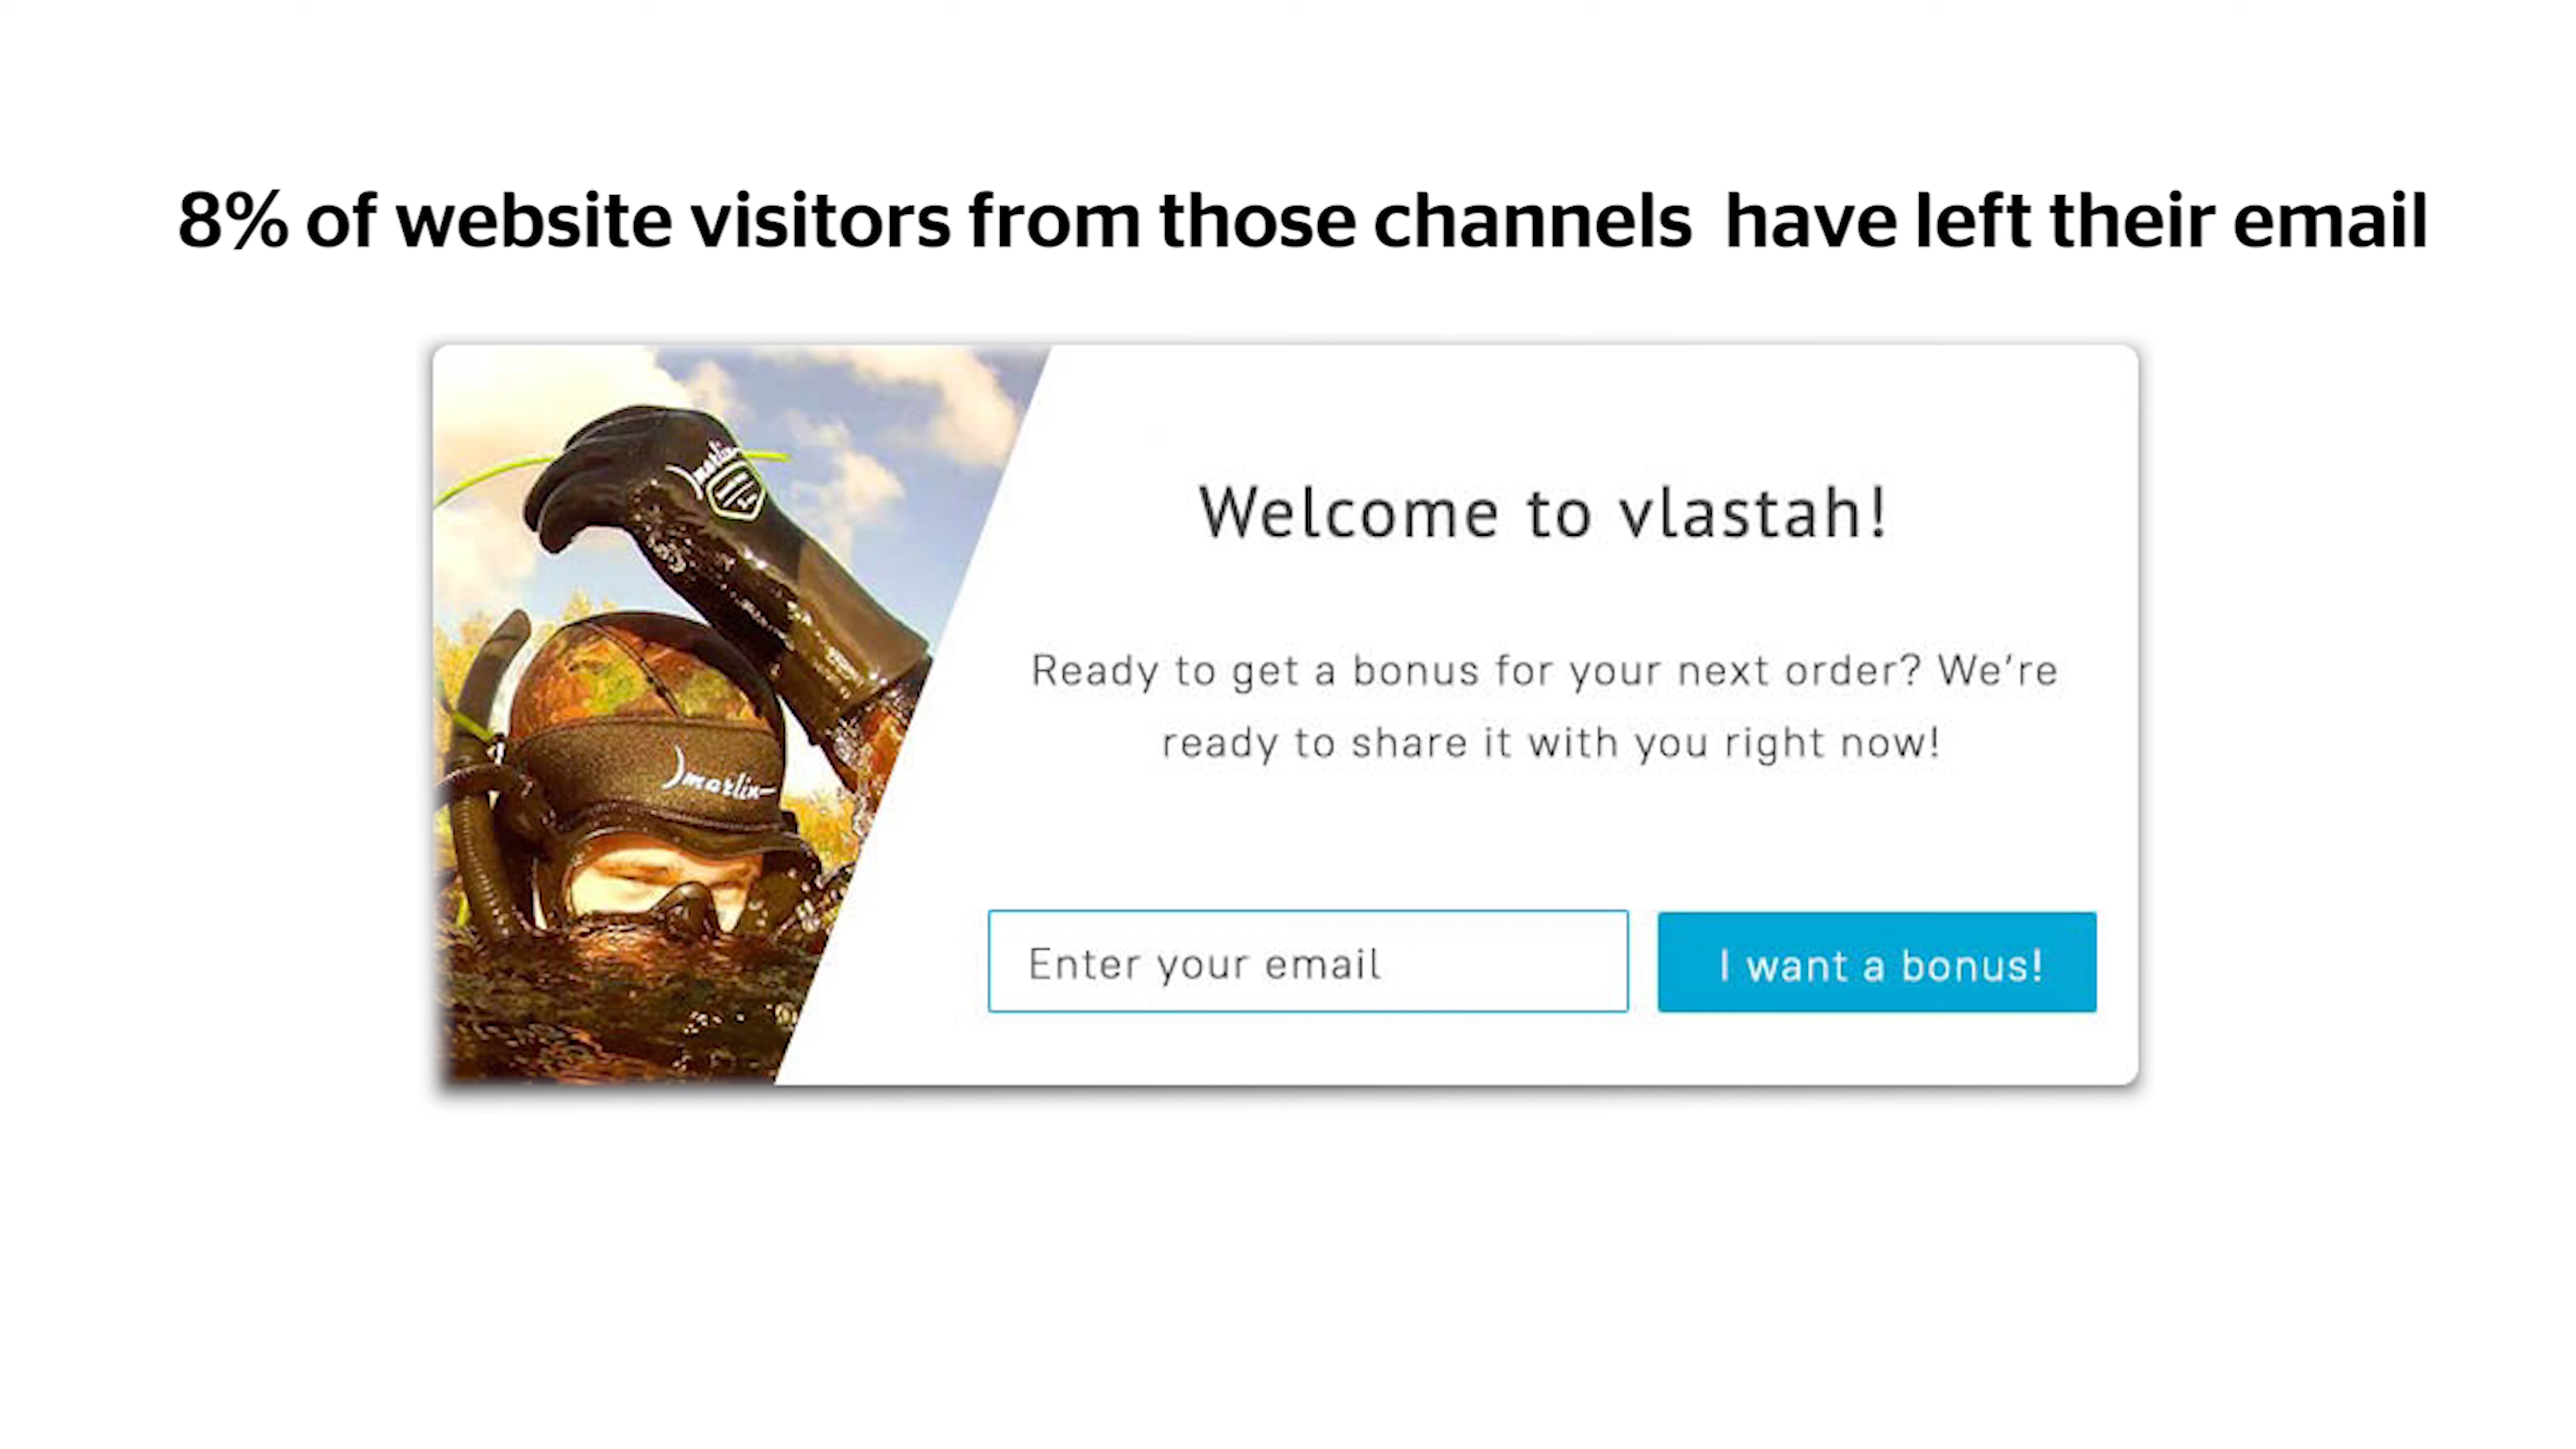 8% of website visitors from those channels have left their email
marlin
Welcome to vlastah!
Ready to get a bonus for your next order? We're
ready to share it with you right now!
marlin
Enter your email
I want a bonus!